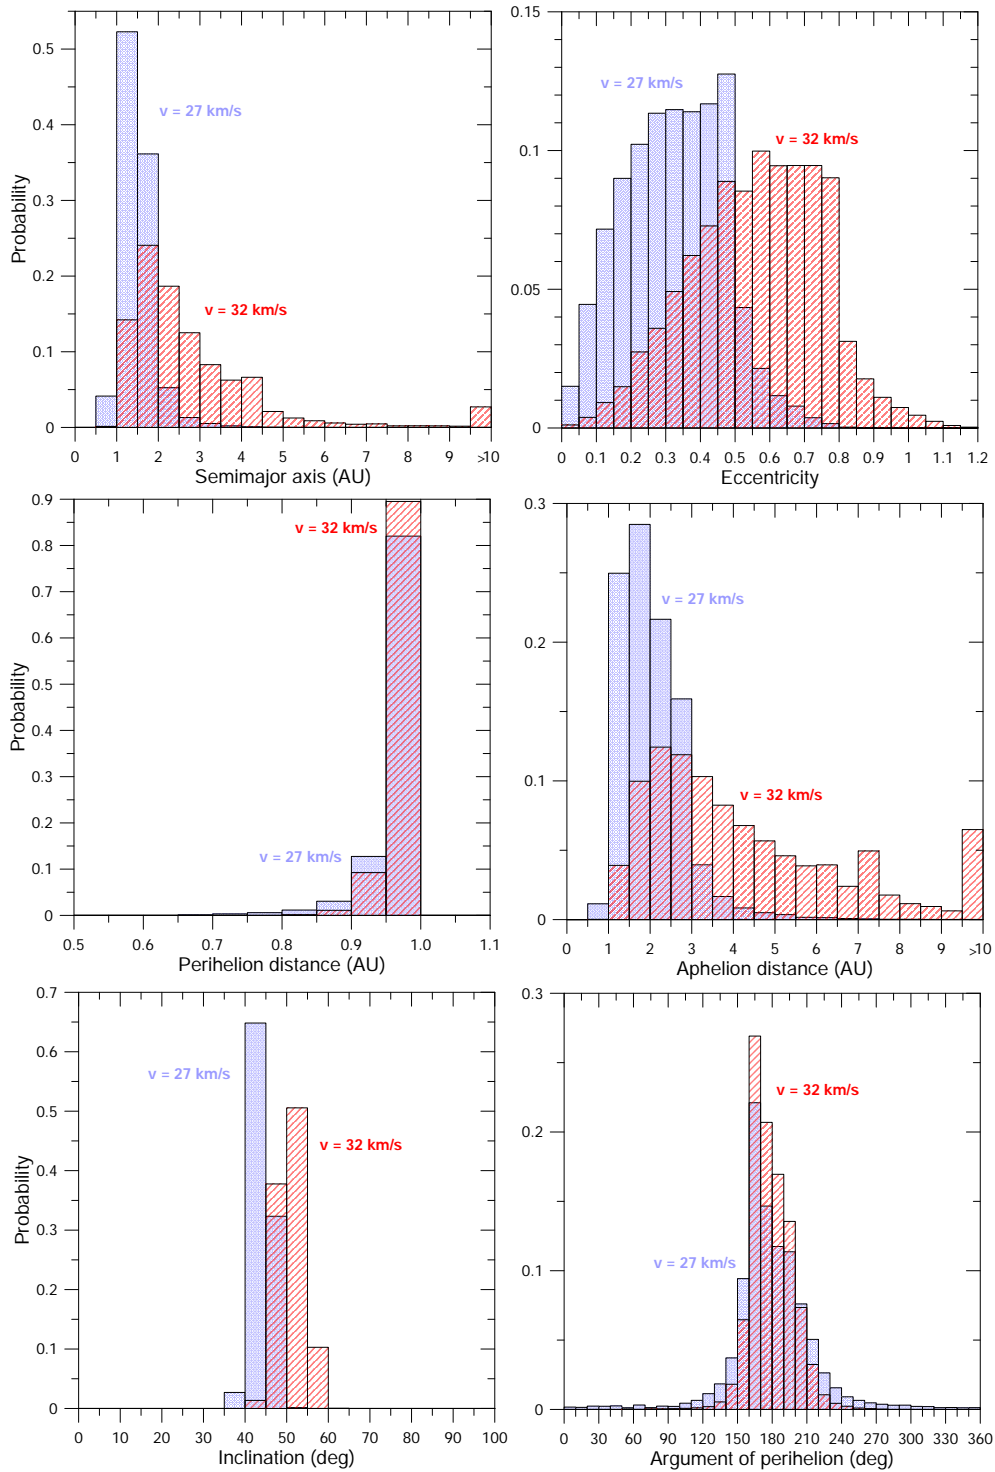 0.5
0.4
0.3
0.2
0.1
0
Probability
v = 27 km/s
v = 32 km/s
0 1 2 3 4 5 6 7 8 9 >10
Semimajor axis (AU)
0.15
0.1
0.05
0
v = 27 km/s
v = 32 km/s
0 0.1 0.2 0.3 0.4 0.5 0.6 0.7 0.8 0.9 1 1.1 1.2
Eccentricity
0.9
0.8
0.7
0.6
0.5
0.4
0.3
0.2
0.1
0
Probability
v = 32 km/s
v = 27 km/s
0.5 0.6 0.7 0.8 0.9 1.0 1.1
Perihelion distance (AU)
0.3
0.2
0.1
0
v = 27 km/s
v = 32 km/s
0 1 2 3 4 5 6 7 8 9 >10
Aphelion distance (AU)
0.7
0.6
0.5
0.4
0.3
0.2
0.1
0
Probability
v = 27 km/s
v = 32 km/s
0 10 20 30 40 50 60 70 80 90 100
Inclination (deg)
0.3
0.2
0.1
0
v = 32 km/s
v = 27 km/s
0 30 60 90 120 150 180 210 240 270 300 330 360
Argument of perihelion (deg)